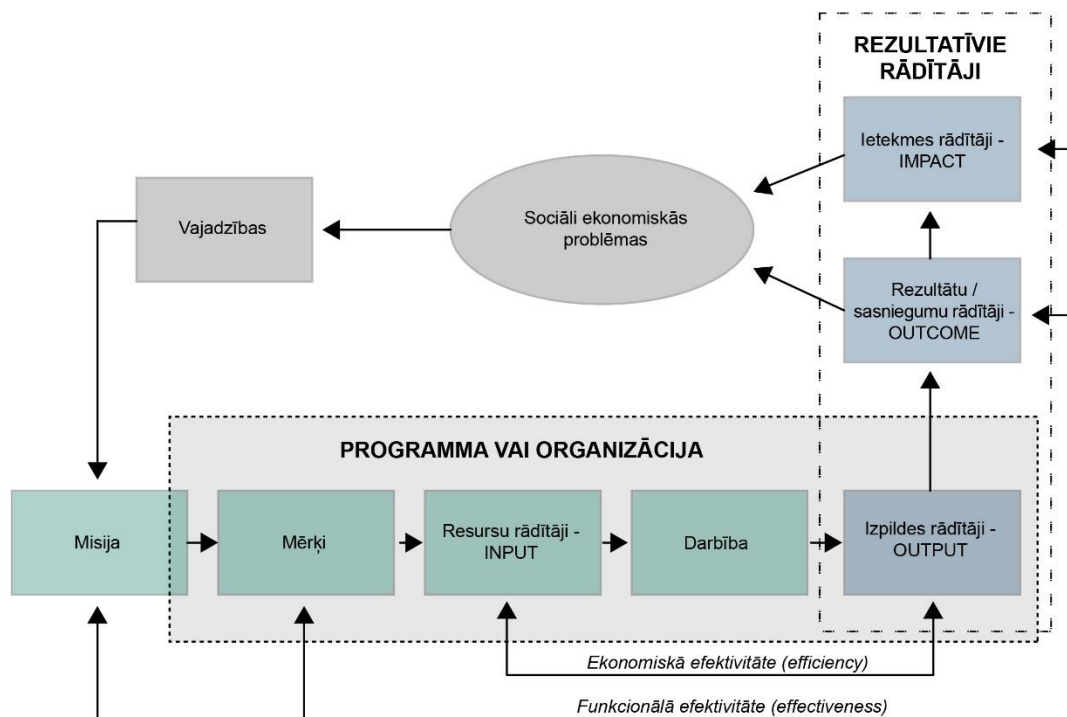 REZULTATĪVIE
RĀDĪTĀJI
Ietekmes rādītāji -
IMPACT
Sociāli ekonomiskās
problēmas
Vajadzības
Rezultātu /
sasniegumu rādītāji -
OUTCOME
PROGRAMMA VAI ORGANIZĀCIJA
Misija
Mērķi
Resursu rādītāji -
INPUT
Darbība
Izpildes rādītāji -
OUTPUT
Ekonomiskā efektivitāte (efficiency)
Funkcionālā efektivitāte (effectiveness)